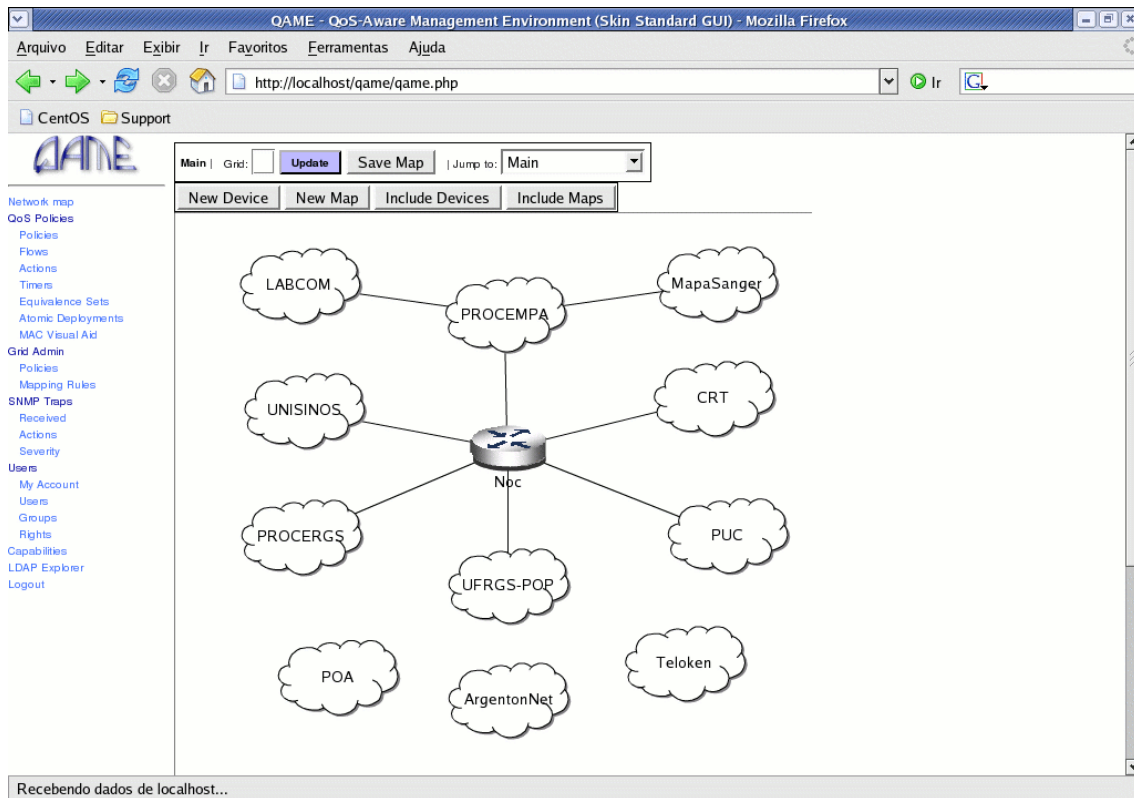 QAME - QoS-Aware Management Environment (Skin Standard GUI) - Mozilla Firefox
Arquivo Editar Exibir Ir Favoritos Ferramentas Ajuda
http://localhost/qame/qame.php Ir G
CentOS Support
QAME
Main | Grid: Update Save Map | Jump to: Main
New Device New Map Include Devices Include Maps
Network map
QoS Policies
Policies
Flows
Actions
Timers
Equivalence Sets
Atomic Deployments
MAC Visual Aid
Grid Admin
Policies
Mapping Rules
SNMP Traps
Received
Actions
Severity
Users
My Account
Users
Groups
Rights
Capabilities
LDAP Explorer
Logout
LABCOM
MapaSanger
PROCEMPA
CRT
UNISINOS
Noc
PROCERGS
PUC
UFRGS-POP
POA
Teloken
ArgentonNet
Recebendo dados de localhost...